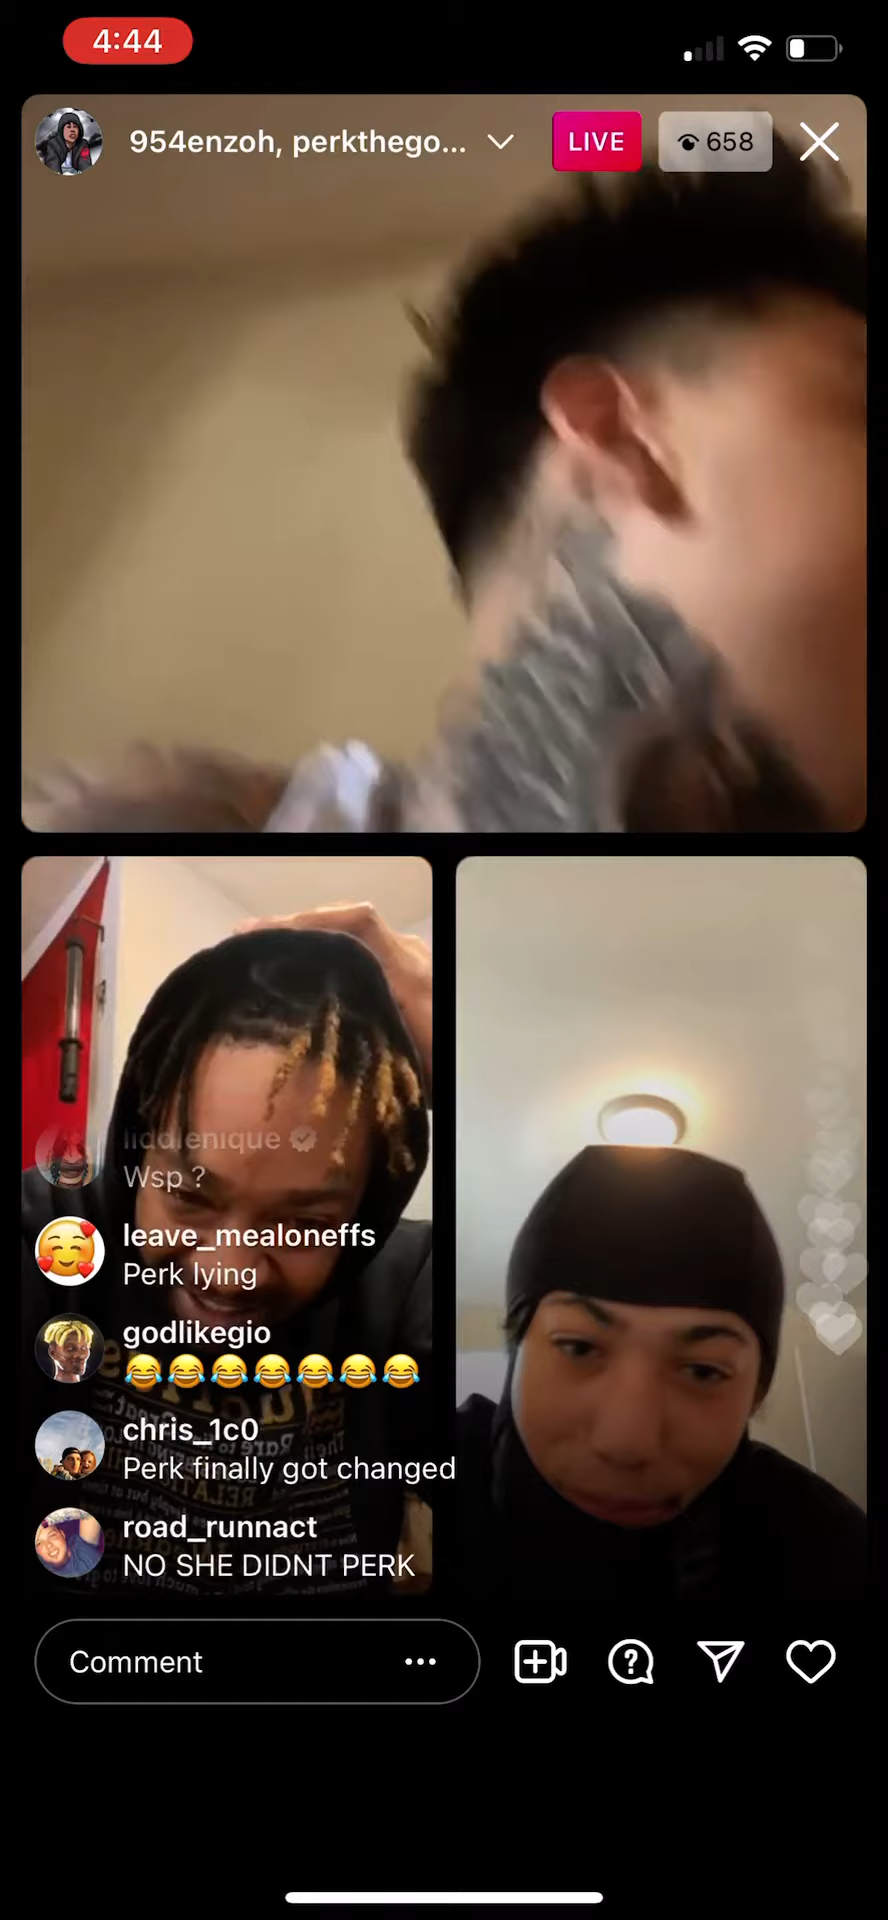 4:44
954enzoh, perkthego...
LIVE
658
liddlenique
Wsp ?
leave_mealoneffs
Perk lying
godlikegio
😂😂😂😂😂😂😂
chris_1c0
Perk finally got changed
road_runnact
NO SHE DIDNT PERK
Comment